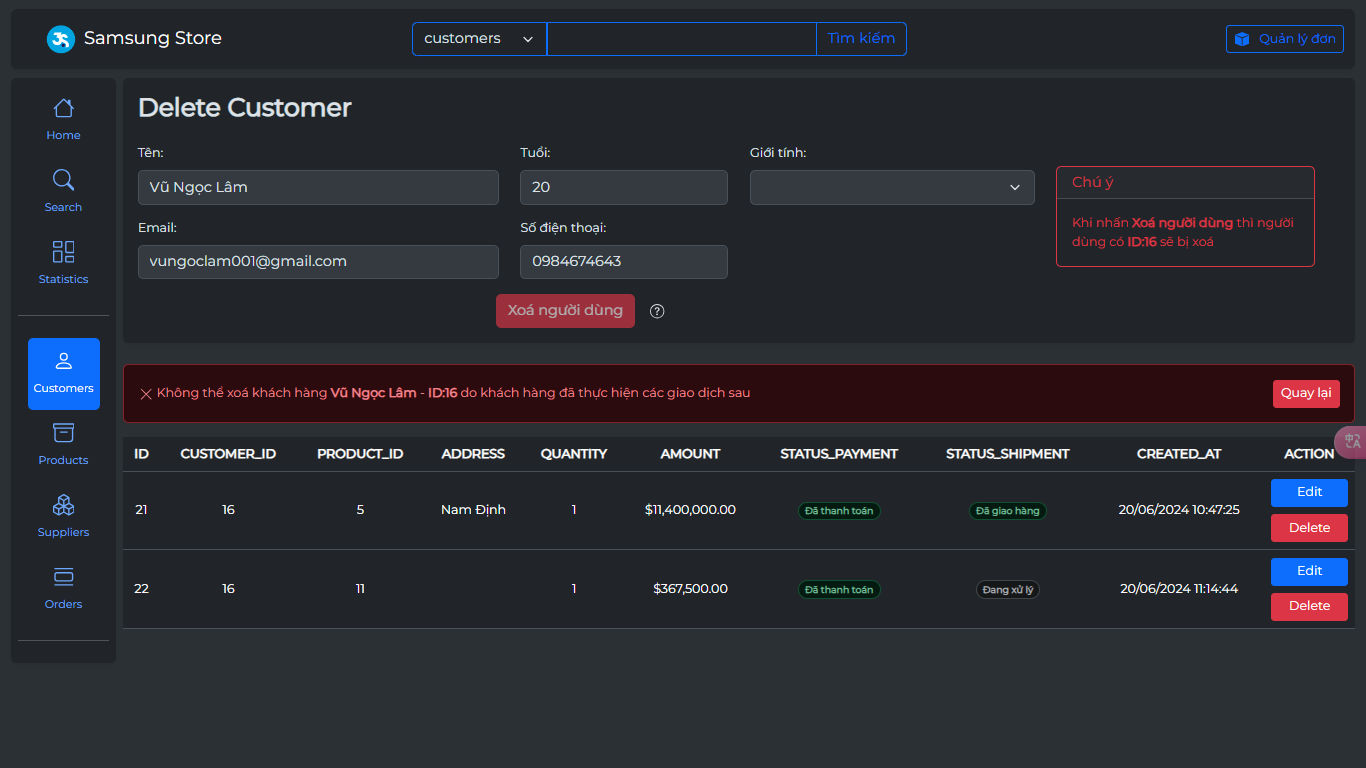 Samsung Store
customers
Tìm kiếm
Quản lý đơn
Home
Search
Statistics
Customers
Products
Suppliers
Orders
Delete Customer
Tên:
Tuổi:
Giới tính:
Vũ Ngọc Lâm
20
Email:
Số điện thoại:
vungoclam001@gmail.com
0984674643
Chú ý
Khi nhấn Xoá người dùng thì người
dùng có ID:16 sẽ bị xoá
Xoá người dùng
Không thể xoá khách hàng Vũ Ngọc Lâm - ID:16 do khách hàng đã thực hiện các giao dịch sau
Quay lại
ID CUSTOMER_ID PRODUCT_ID ADDRESS QUANTITY AMOUNT STATUS_PAYMENT STATUS_SHIPMENT CREATED_AT ACTION
21 16 5 Nam Định 1 $11,400,000.00 Đã thanh toán Đã giao hàng 20/06/2024 10:47:25 Edit
Delete
22 16 11 1 $367,500.00 Đã thanh toán Đang xử lý 20/06/2024 11:14:44 Edit
Delete